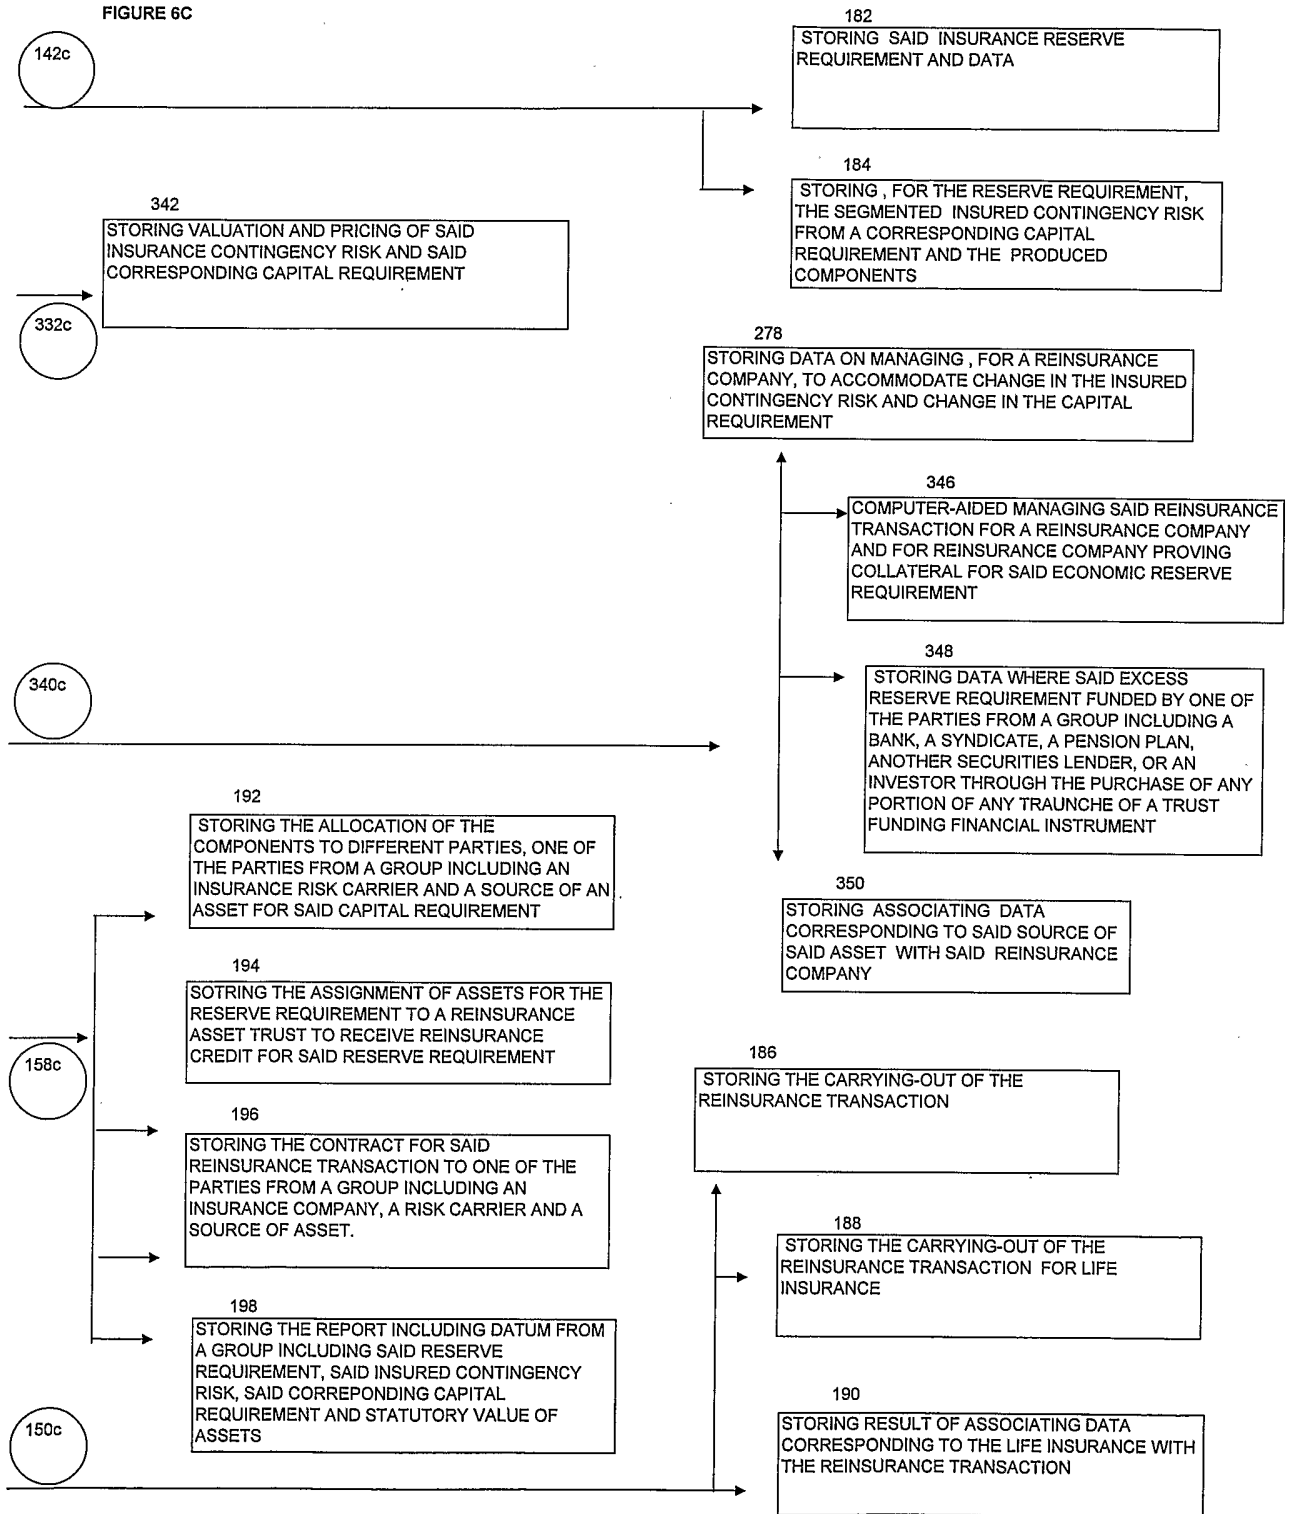 FIGURE 6C
142c
182
STORING SAID INSURANCE RESERVE
REQUIREMENT AND DATA
184
STORING , FOR THE RESERVE REQUIREMENT,
THE SEGMENTED INSURED CONTINGENCY RISK
FROM A CORRESPONDING CAPITAL
REQUIREMENT AND THE PRODUCED
COMPONENTS
342
STORING VALUATION AND PRICING OF SAID
INSURANCE CONTINGENCY RISK AND SAID
CORRESPONDING CAPITAL REQUIREMENT
332c
278
STORING DATA ON MANAGING , FOR A REINSURANCE
COMPANY, TO ACCOMMODATE CHANGE IN THE INSURED
CONTINGENCY RISK AND CHANGE IN THE CAPITAL
REQUIREMENT
346
COMPUTER-AIDED MANAGING SAID REINSURANCE
TRANSACTION FOR A REINSURANCE COMPANY
AND FOR REINSURANCE COMPANY PROVING
COLLATERAL FOR SAID ECONOMIC RESERVE
REQUIREMENT
340c
348
STORING DATA WHERE SAID EXCESS
RESERVE REQUIREMENT FUNDED BY ONE OF
THE PARTIES FROM A GROUP INCLUDING A
BANK, A SYNDICATE, A PENSION PLAN,
ANOTHER SECURITIES LENDER, OR AN
INVESTOR THROUGH THE PURCHASE OF ANY
PORTION OF ANY TRAUNCHE OF A TRUST
FUNDING FINANCIAL INSTRUMENT
350
STORING ASSOCIATING DATA
CORRESPONDING TO SAID SOURCE OF
SAID ASSET WITH SAID REINSURANCE
COMPANY
192
STORING THE ALLOCATION OF THE
COMPONENTS TO DIFFERENT PARTIES, ONE OF
THE PARTIES FROM A GROUP INCLUDING AN
INSURANCE RISK CARRIER AND A SOURCE OF AN
ASSET FOR SAID CAPITAL REQUIREMENT
194
SOTRING THE ASSIGNMENT OF ASSETS FOR THE
RESERVE REQUIREMENT TO A REINSURANCE
ASSET TRUST TO RECEIVE REINSURANCE
CREDIT FOR SAID RESERVE REQUIREMENT
158c
196
STORING THE CONTRACT FOR SAID
REINSURANCE TRANSACTION TO ONE OF THE
PARTIES FROM A GROUP INCLUDING AN
INSURANCE COMPANY, A RISK CARRIER AND A
SOURCE OF ASSET.
198
STORING THE REPORT INCLUDING DATUM FROM
A GROUP INCLUDING SAID RESERVE
REQUIREMENT, SAID INSURED CONTINGENCY
RISK, SAID CORREPONDING CAPITAL
REQUIREMENT AND STATUTORY VALUE OF
ASSETS
150c
186
STORING THE CARRYING-OUT OF THE
REINSURANCE TRANSACTION
188
STORING THE CARRYING-OUT OF THE
REINSURANCE TRANSACTION FOR LIFE
INSURANCE
190
STORING RESULT OF ASSOCIATING DATA
CORRESPONDING TO THE LIFE INSURANCE WITH
THE REINSURANCE TRANSACTION